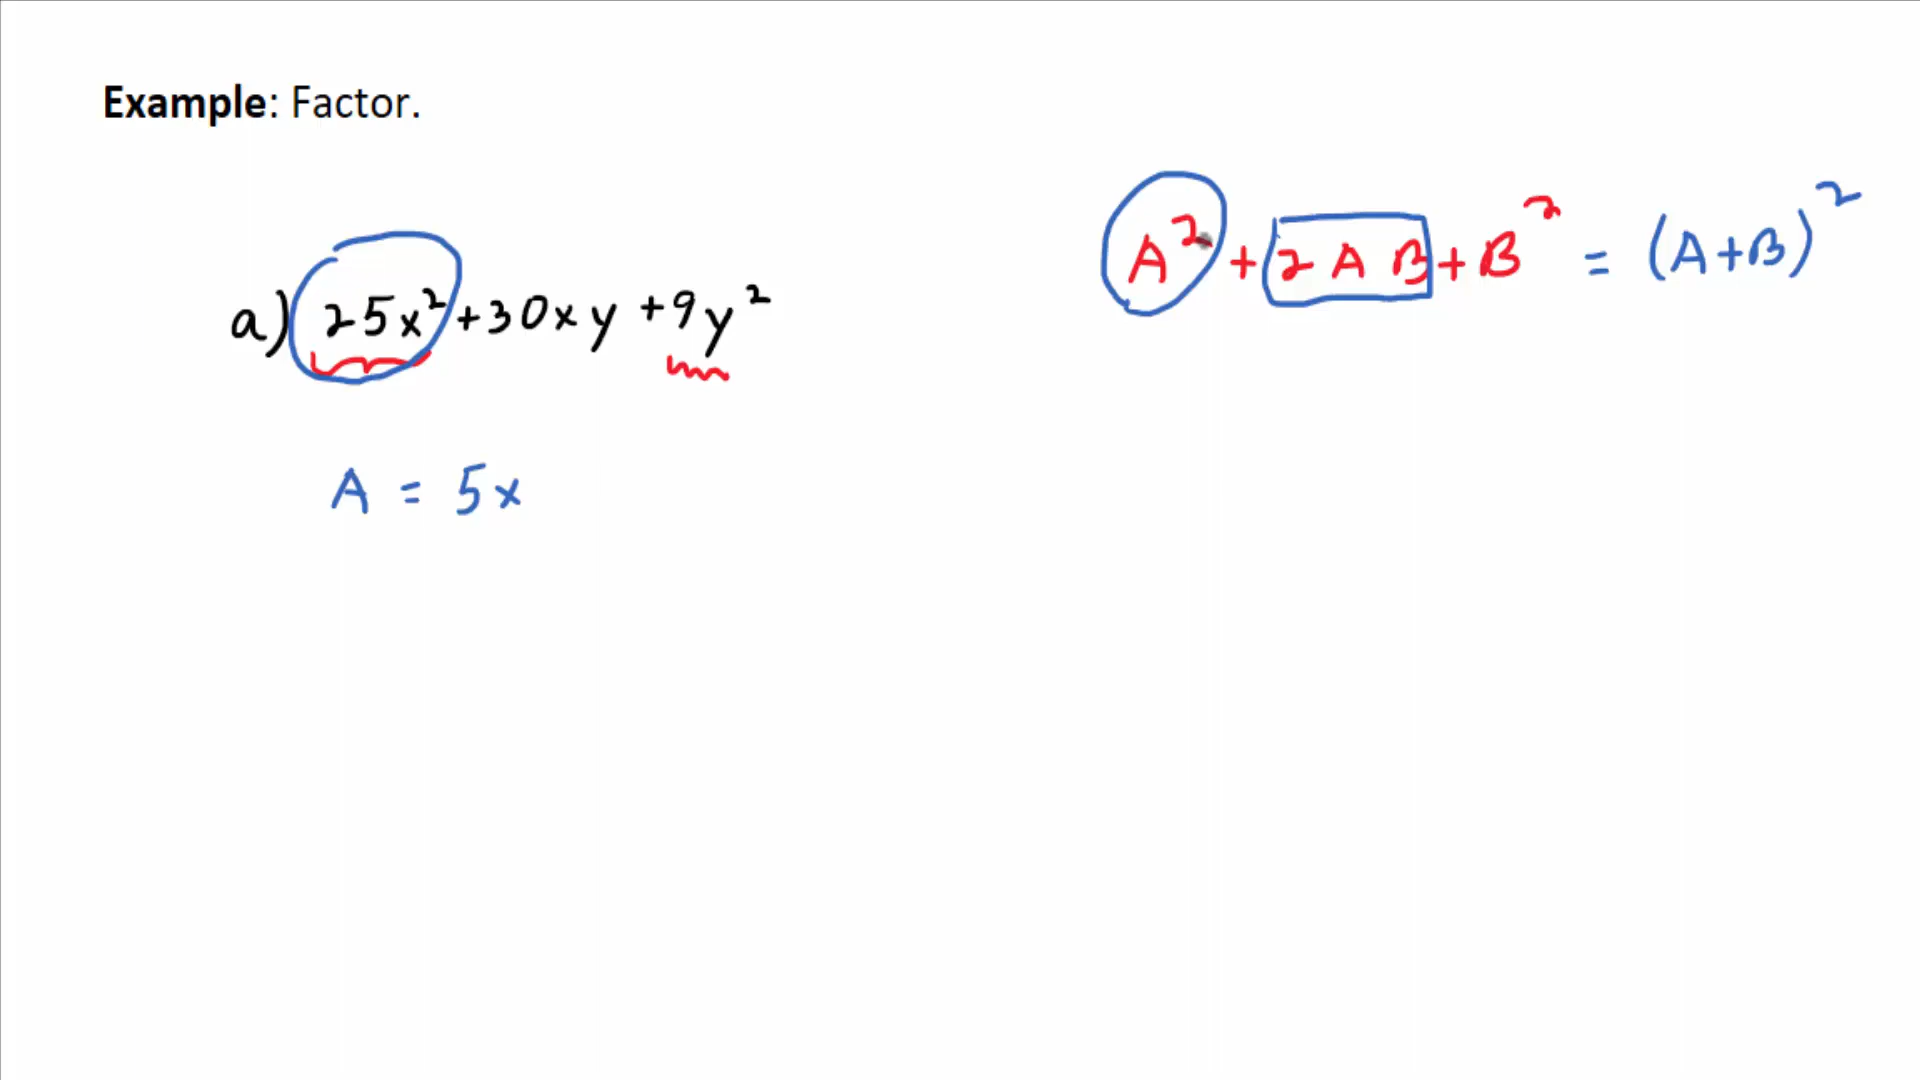 Example: Factor.
A² + 2AB + B² = (A+B)²
a) 25x² + 30xy + 9y²
A = 5x